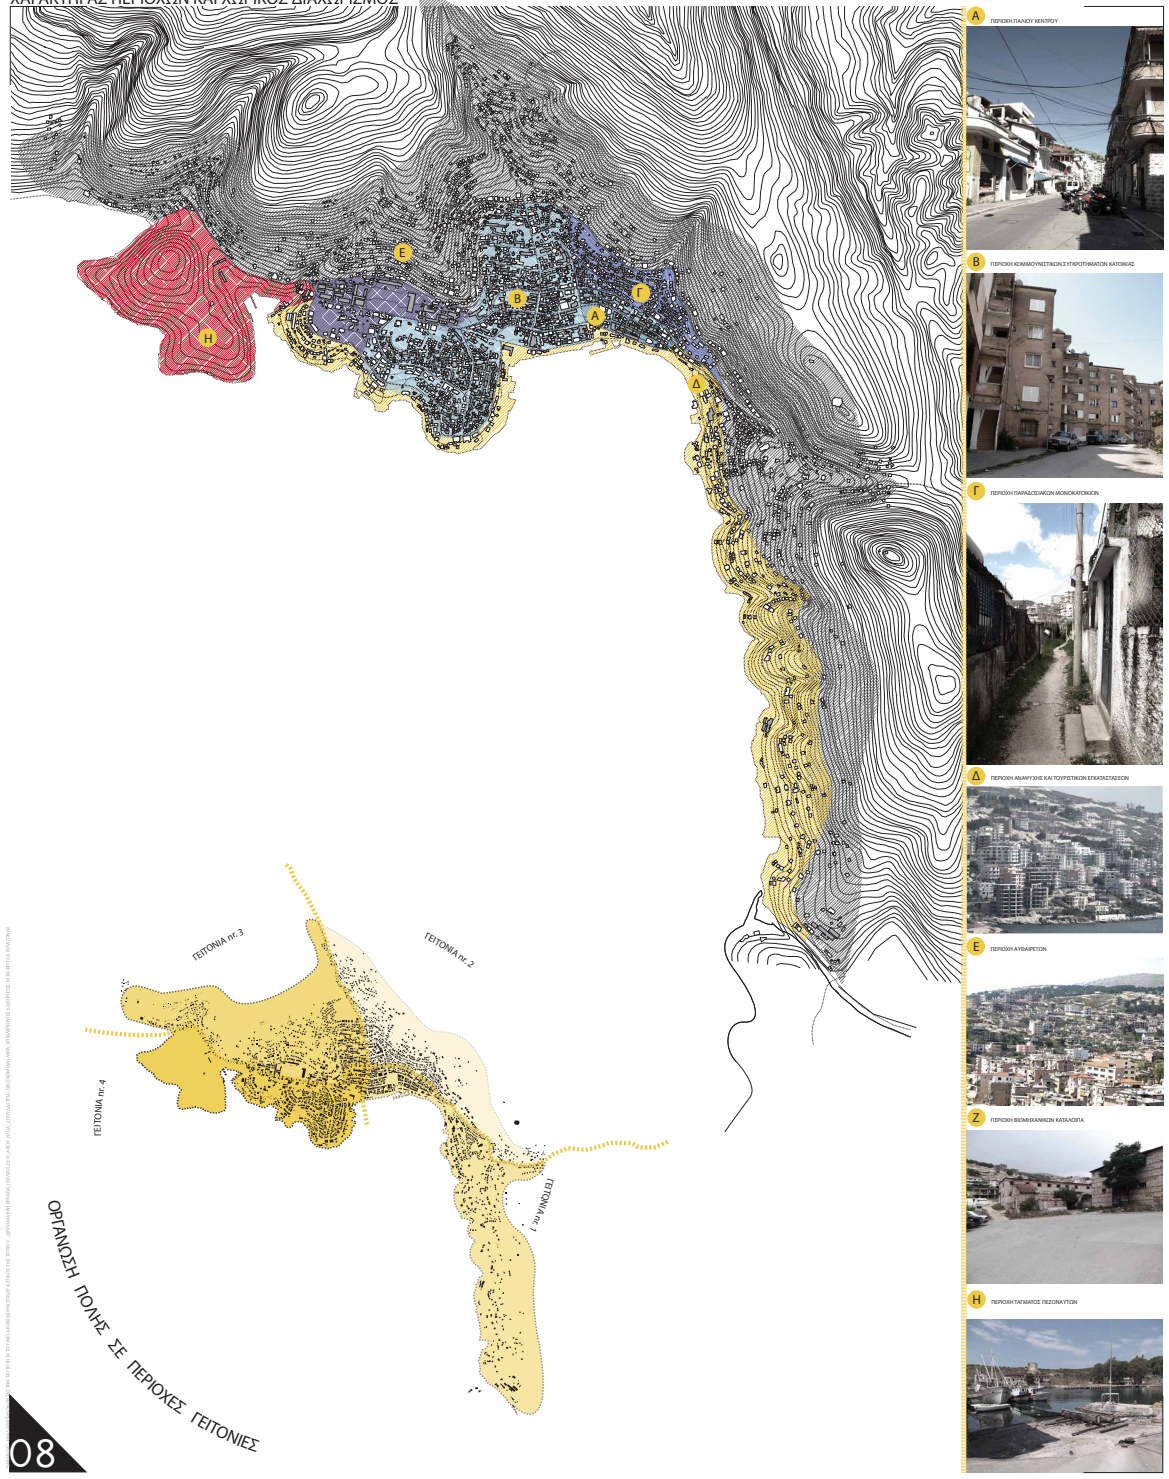 ΧΑΡΑΚΤΗΡΑΣ ΠΕΡΙΟΧΩΝ ΚΑΙ ΧΩΡΙΚΟΣ ΔΙΑΧΩΡΙΣΜΟΣ
Α ΠΕΡΙΟΧΗ ΠΑΛΙΟΥ ΚΕΝΤΡΟΥ
Β ΠΕΡΙΟΧΗ ΚΟΜΜΟΥΝΙΣΤΙΚΩΝ ΣΥΓΚΡΟΤΗΜΑΤΩΝ ΚΑΤΟΙΚΙΑΣ
Γ ΠΕΡΙΟΧΗ ΠΑΡΑΔΟΣΙΑΚΩΝ ΜΟΝΟΚΑΤΟΙΚΙΩΝ
Δ ΠΕΡΙΟΧΗ ΑΝΑΨΥΧΗΣ ΚΑΙ ΤΟΥΡΙΣΤΙΚΩΝ ΕΓΚΑΤΑΣΤΑΣΕΩΝ
Ε ΠΕΡΙΟΧΗ ΑΥΘΑΙΡΕΤΩΝ
Ζ ΠΕΡΙΟΧΗ ΒΙΟΜΗΧΑΝΙΚΩΝ ΚΑΤΑΛΟΙΠΑ
Η ΠΕΡΙΟΧΗ ΤΑΓΜΑΤΟΣ ΠΕΖΟΝΑΥΤΩΝ
Ε
Β
Γ
Α
Η
Δ
ΓΕΙΤΟΝΙΑ nr. 3
ΓΕΙΤΟΝΙΑ nr. 2
ΓΕΙΤΟΝΙΑ nr. 4
ΓΕΙΤΟΝΙΑ nr. 1
ΟΡΓΑΝΩΣΗ ΠΟΛΗΣ ΣΕ ΠΕΡΙΟΧΕΣ ΓΕΙΤΟΝΙΕΣ
08